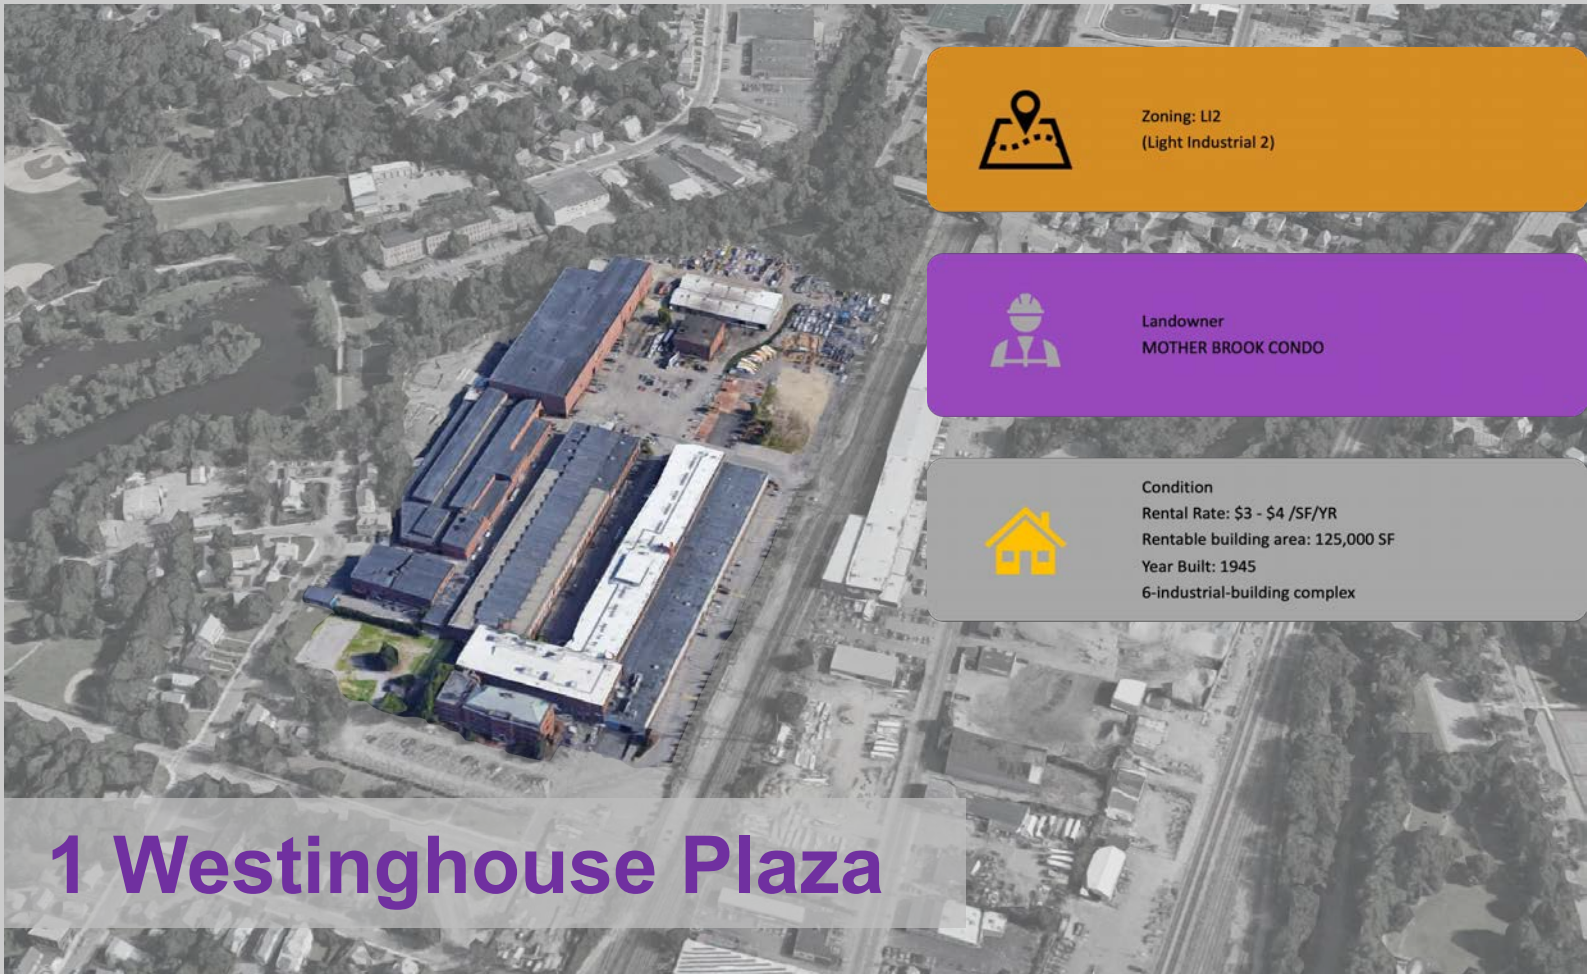 Zoning: LI2
(Light Industrial 2)
Landowner
MOTHER BROOK CONDO
Condition
Rental Rate: $3 - $4 /SF/YR
Rentable building area: 125,000 SF
Year Built: 1945
6-industrial-building complex
1 Westinghouse Plaza